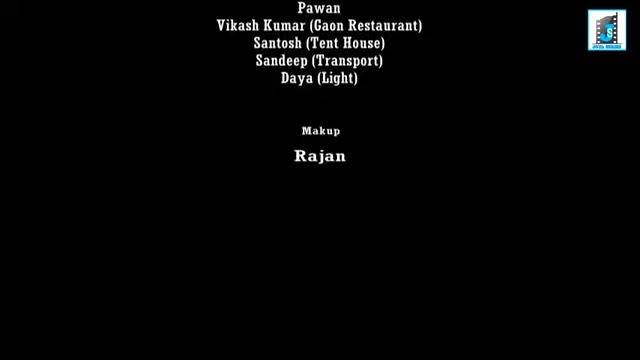 Pawan
Vikash Kumar (Gaon Restaurant)
Santosh (Tent House)
Sandeep (Transport)
Daya (Light)
Makup
Rajan